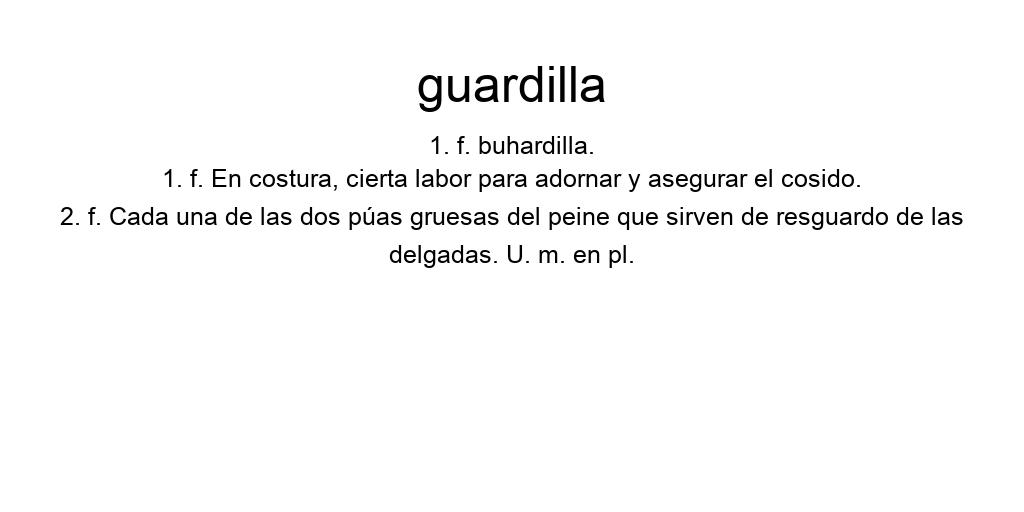 guardilla
1. f. buhardilla.
1. f. En costura, cierta labor para adornar y asegurar el cosido.
2. f. Cada una de las dos púas gruesas del peine que sirven de resguardo de las
delgadas. U. m. en pl.